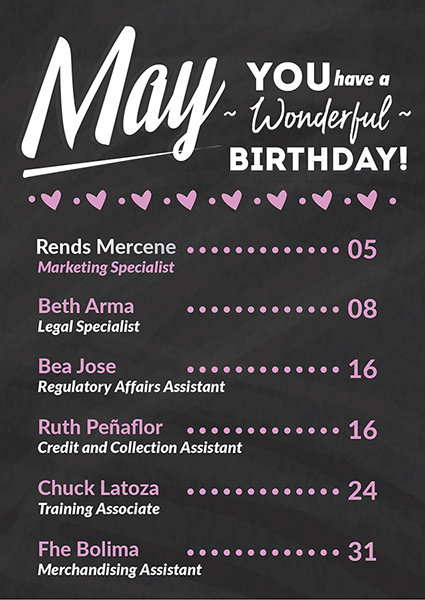 May
YOU have a
~ Wonderful ~
BIRTHDAY!
Rends Mercene 05
Marketing Specialist
Beth Arma 08
Legal Specialist
Bea Jose 16
Regulatory Affairs Assistant
Ruth Peñaflor 16
Credit and Collection Assistant
Chuck Latoza 24
Training Associate
Fhe Bolima 31
Merchandising Assistant